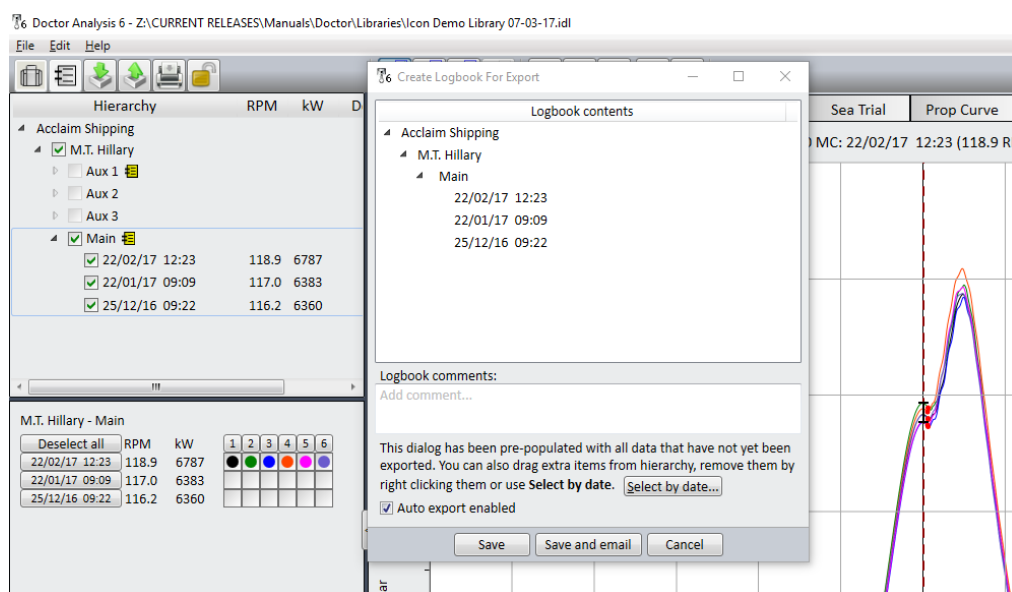 Doctor Analysis 6 - Z:\CURRENT RELEASES\Manuals\Doctor\Libraries\Icon Demo Library 07-03-17.idl
File Edit Help
Hierarchy RPM kW D
Acclaim Shipping
M.T. Hillary
Aux 1
Aux 2
Aux 3
Main
22/02/17 12:23 118.9 6787
22/01/17 09:09 117.0 6383
25/12/16 09:22 116.2 6360
M.T. Hillary - Main
Deselect all RPM kW 1 2 3 4 5 6
22/02/17 12:23 118.9 6787
22/01/17 09:09 117.0 6383
25/12/16 09:22 116.2 6360
Create Logbook For Export
Logbook contents
Acclaim Shipping
M.T. Hillary
Main
22/02/17 12:23
22/01/17 09:09
25/12/16 09:22
Logbook comments:
Add comment...
This dialog has been pre-populated with all data that have not yet been
exported. You can also drag extra items from hierarchy, remove them by
right clicking them or use Select by date. Select by date...
Auto export enabled
Save Save and email Cancel
Sea Trial Prop Curve
MC: 22/02/17 12:23 (118.9 R
ar